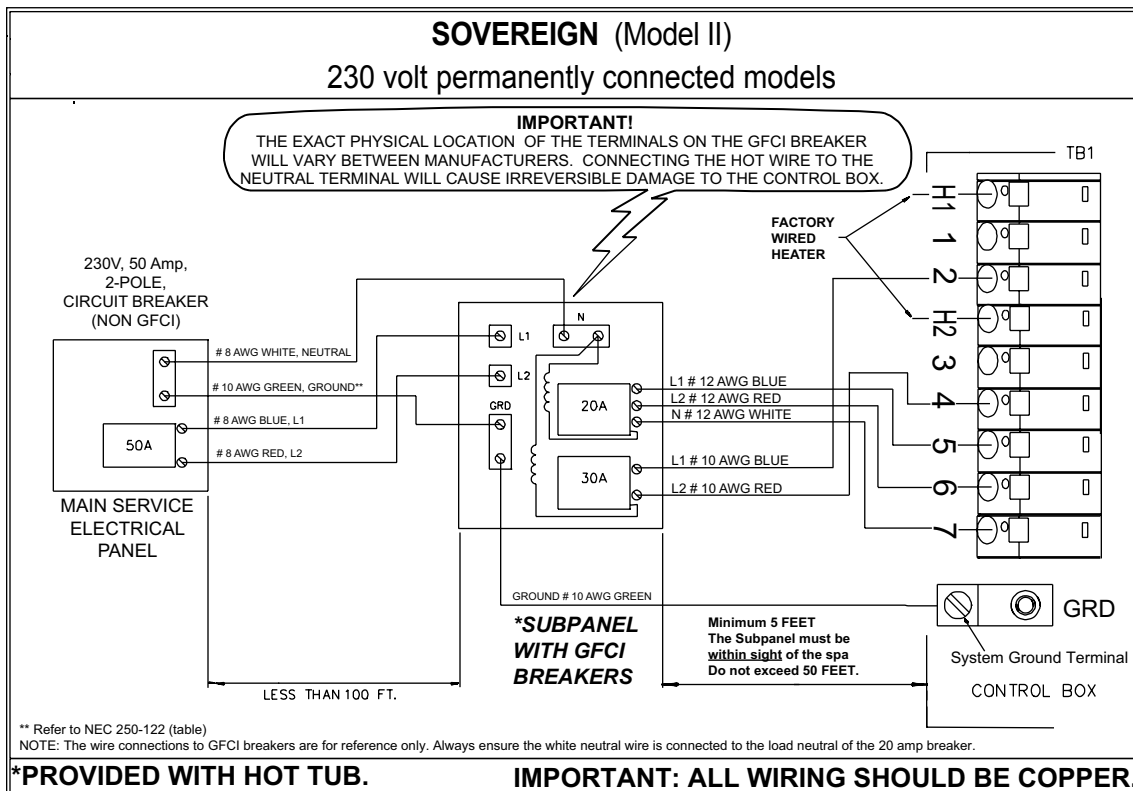 SOVEREIGN (Model II)
230 volt permanently connected models
IMPORTANT!
THE EXACT PHYSICAL LOCATION OF THE TERMINALS ON THE GFCI BREAKER
WILL VARY BETWEEN MANUFACTURERS. CONNECTING THE HOT WIRE TO THE
NEUTRAL TERMINAL WILL CAUSE IRREVERSIBLE DAMAGE TO THE CONTROL BOX.
230V, 50 Amp,
2-POLE,
CIRCUIT BREAKER
(NON GFCI)
# 8 AWG WHITE, NEUTRAL
# 10 AWG GREEN, GROUND**
# 8 AWG BLUE, L1
# 8 AWG RED, L2
50A
MAIN SERVICE
ELECTRICAL
PANEL
L1
L2
GRD
N
20A
30A
L1 # 12 AWG BLUE
L2 # 12 AWG RED
N # 12 AWG WHITE
L1 # 10 AWG BLUE
L2 # 10 AWG RED
FACTORY
WIRED
HEATER
TB1
H1
1
2
H2
3
4
5
6
7
GROUND # 10 AWG GREEN
*SUBPANEL
WITH GFCI
BREAKERS
Minimum 5 FEET
The Subpanel must be
within sight of the spa
Do not exceed 50 FEET.
GRD
System Ground Terminal
CONTROL BOX
LESS THAN 100 FT.
** Refer to NEC 250-122 (table)
NOTE: The wire connections to GFCI breakers are for reference only. Always ensure the white neutral wire is connected to the load neutral of the 20 amp breaker.
*PROVIDED WITH HOT TUB.
IMPORTANT: ALL WIRING SHOULD BE COPPER.